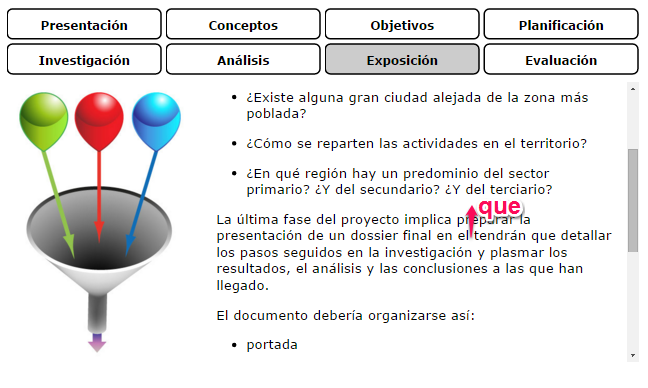 Presentación Conceptos Objetivos Planificación
Investigación Análisis Exposición Evaluación
• ¿Existe alguna gran ciudad alejada de la zona más
poblada?
• ¿Cómo se reparten las actividades en el territorio?
• ¿En qué región hay un predominio del sector
primario? ¿Y del secundario? ¿Y del terciario?
que
La última fase del proyecto implica preparar la
presentación de un dossier final en el tendrán que detallar
los pasos seguidos en la investigación y plasmar los
resultados, el análisis y las conclusiones a las que han
llegado.
El documento debería organizarse así:
• portada